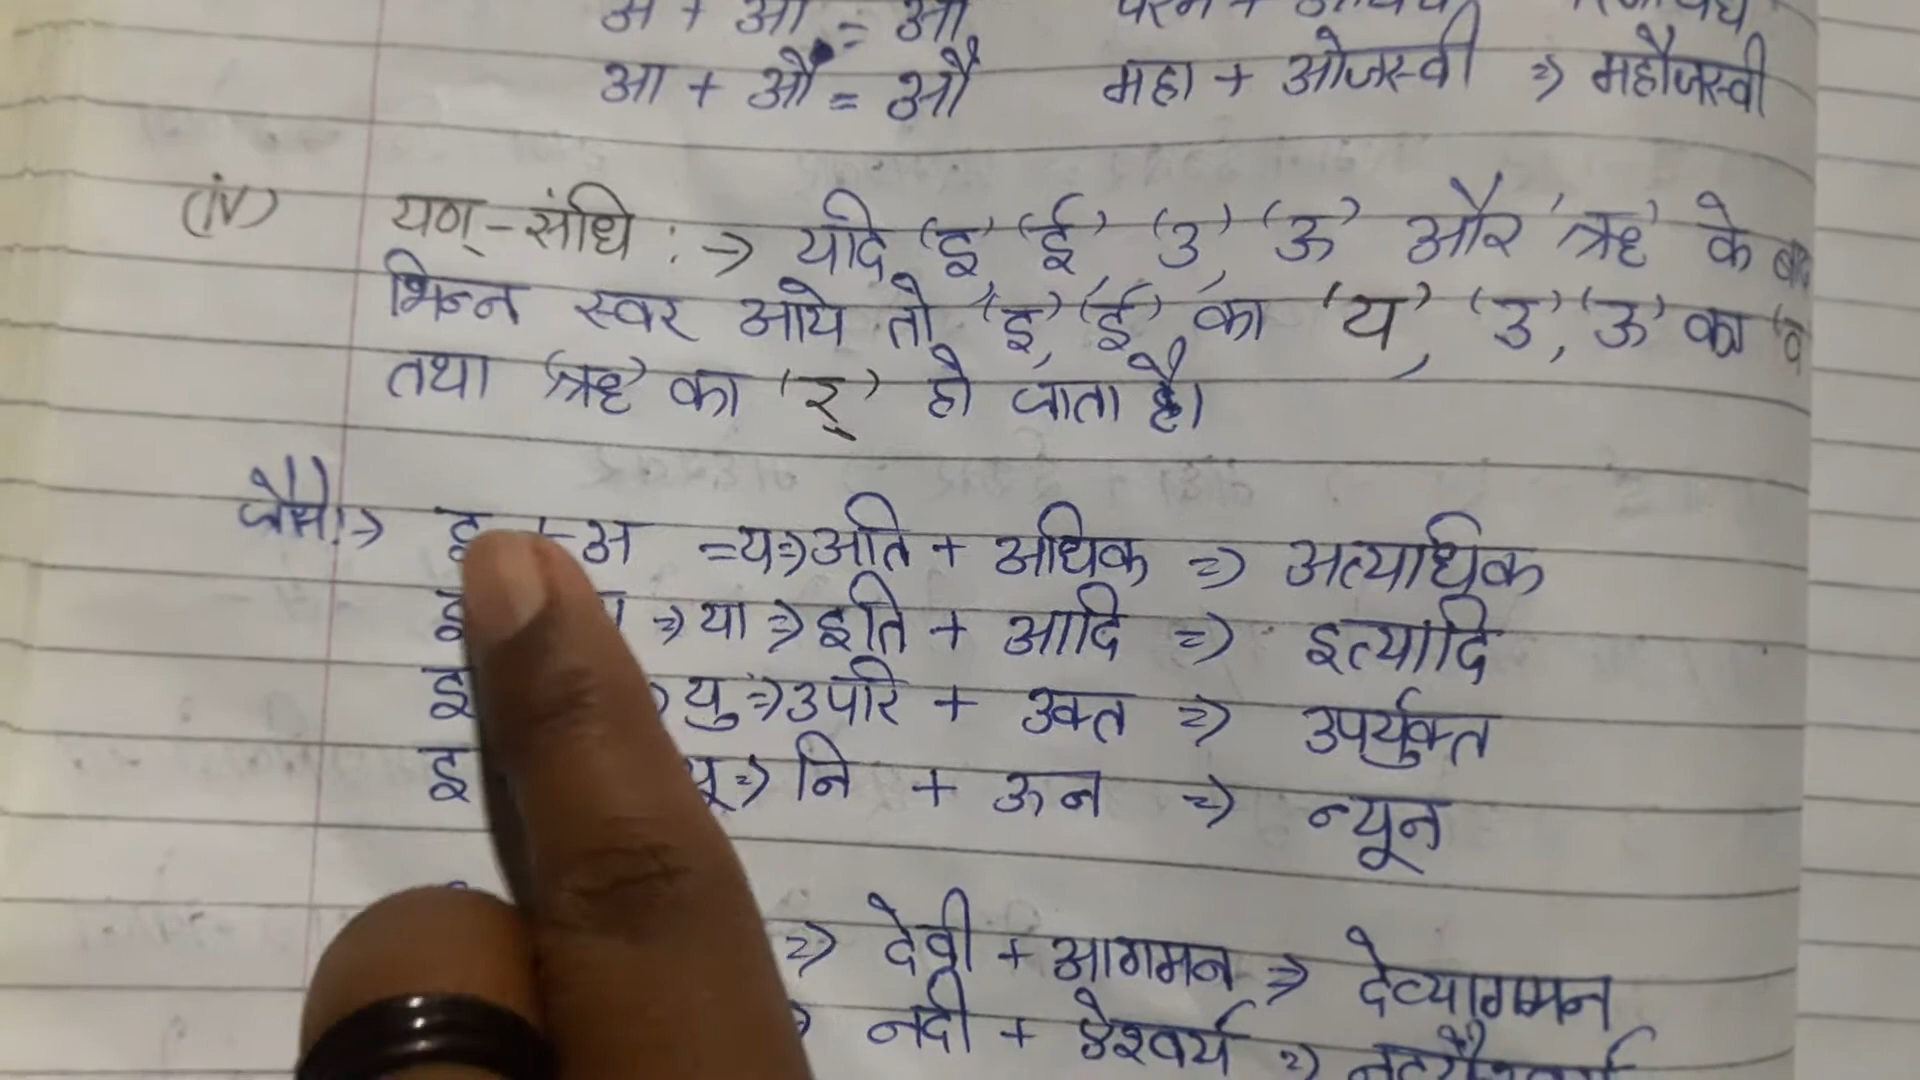 आ + औ = औ महा + ओजस्वी => महौजस्वी
(iv) यण्-संधि :-> यदि 'इ' 'ई' 'उ', 'ऊ' और 'ऋ' के बाद
भिन्न स्वर आये तो 'इ', 'ई' का 'य', 'उ', 'ऊ' का 'व
तथा 'ऋ' का 'र्' हो जाता है।
जैसे:-> इ + अ =य=>अति + अधिक => अत्याधिक
इ =>या =>इति + आदि => इत्यादि
इ यु =>उपरि + उक्त => उपर्युक्त
इ यू=> नि + ऊन => न्यून
=> देवी + आगमन => देव्यागमन
नदी + ऐश्वर्य =>